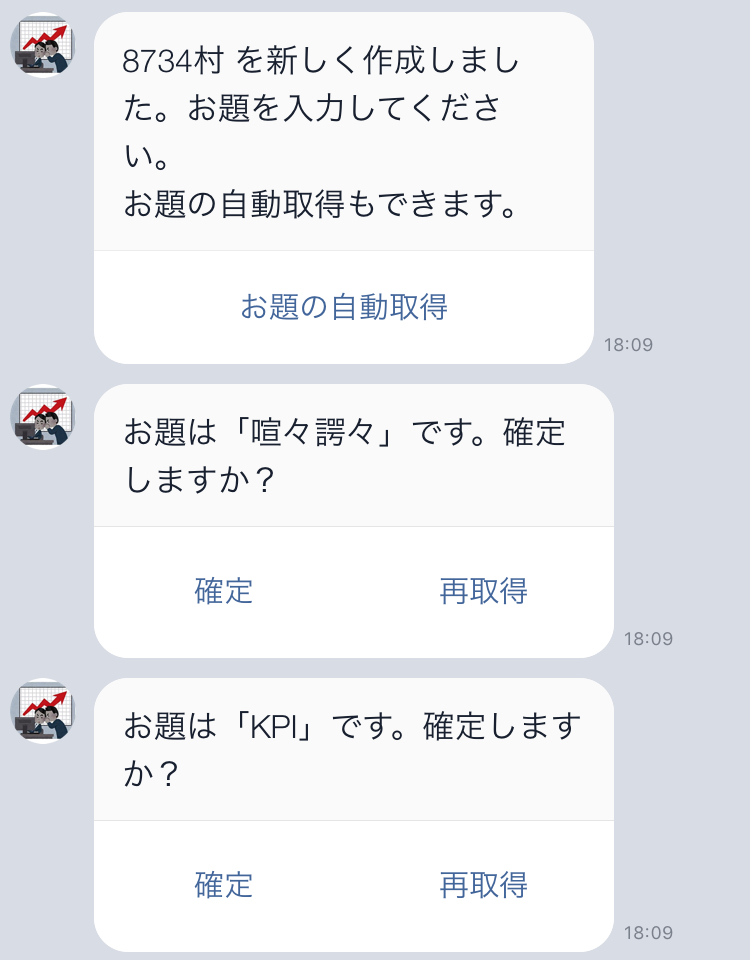 8734村 を新しく作成しまし
た。お題を入力してくださ
い。
お題の自動取得もできます。
お題の自動取得
18:09
お題は「喧々諤々」です。確定
しますか？
確定 再取得
18:09
お題は「KPI」です。確定します
か？
確定 再取得
18:09